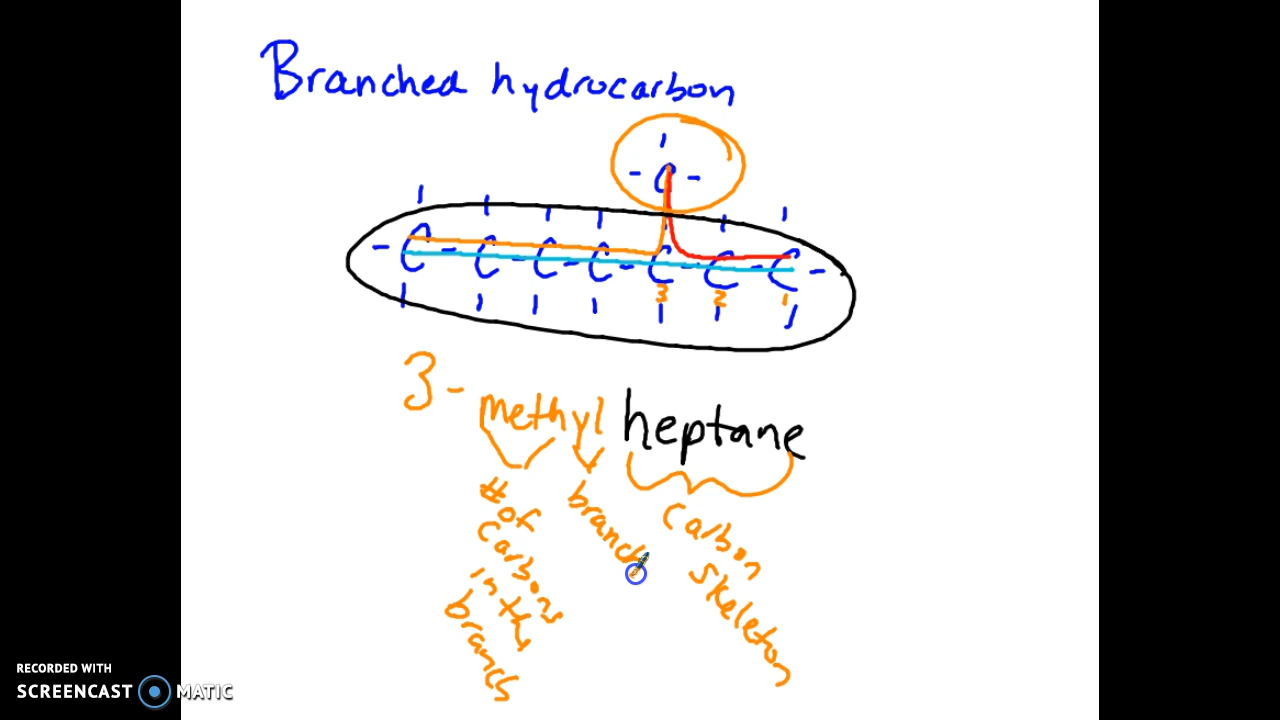 Branched hydrocarbon
C
C - C - C - C - C - C - C
3 2 1
3-methyl heptane
# of
Carbons
in the
branch
branch
Carbon
skeleton
RECORDED WITH
SCREENCAST MATIC